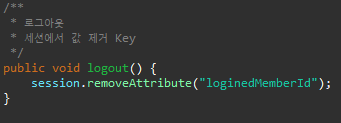 /**
 * 로그아웃
 * 세션에서 값 제거 Key
 */
public void logout() {
    session.removeAttribute("loginedMemberId");
}